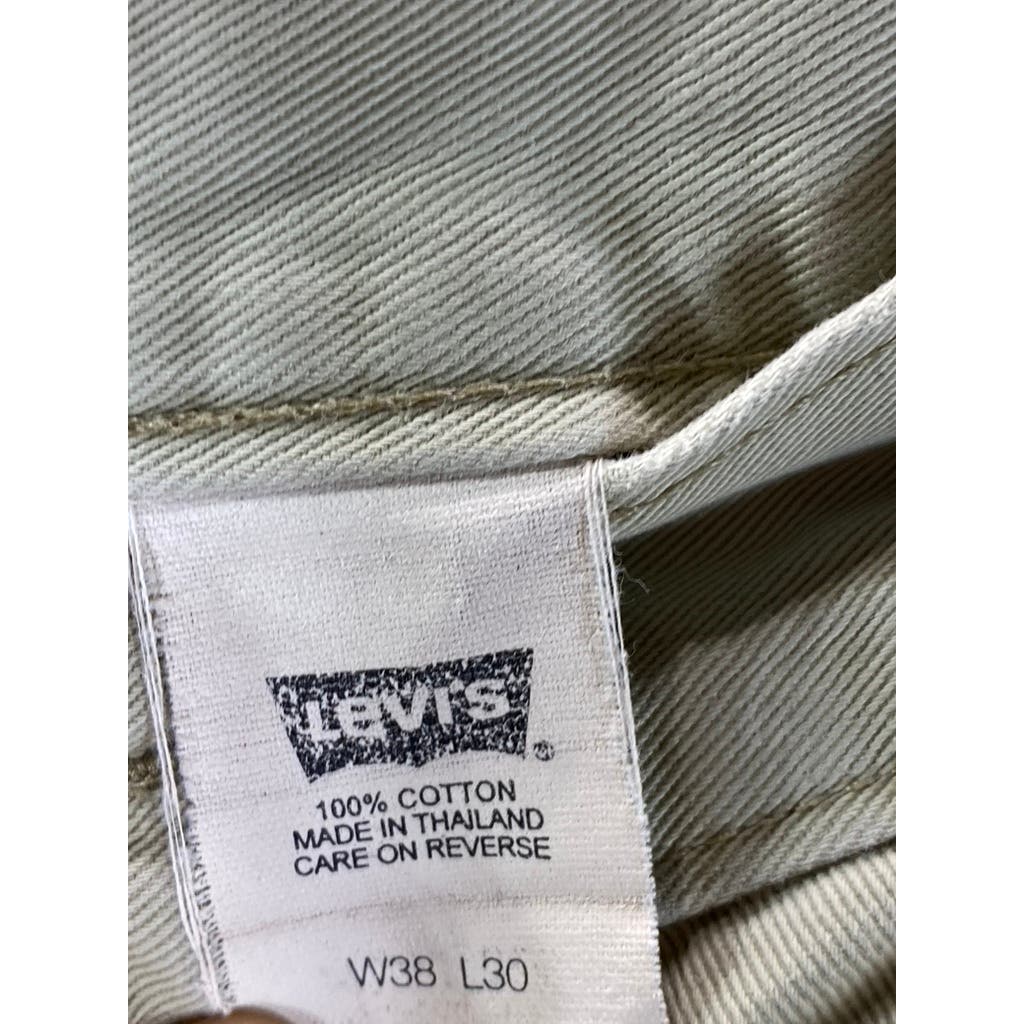 LEVI'S ®
100% COTTON
MADE IN THAILAND
CARE ON REVERSE
W38 L30